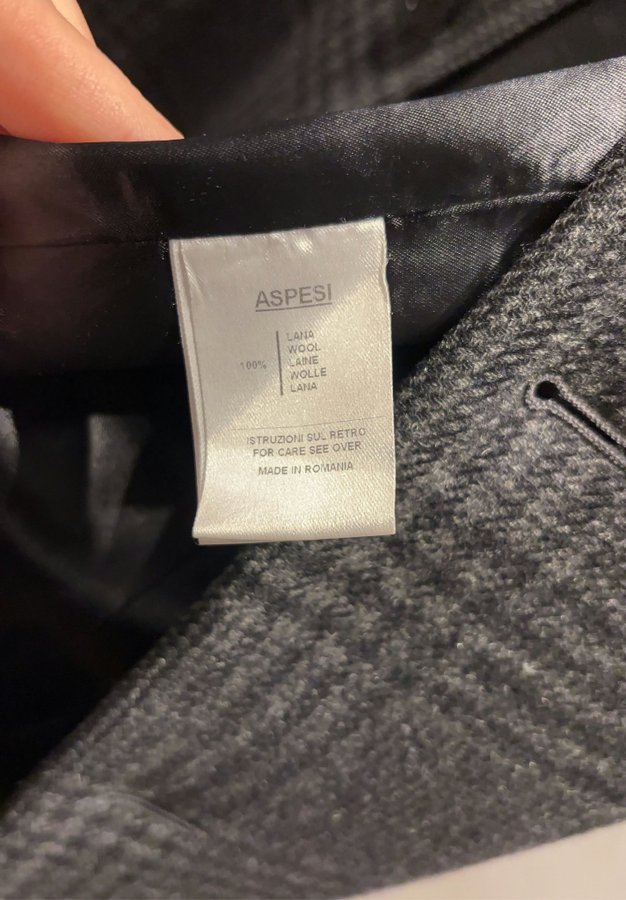 ASPESI
100%
LANA
WOOL
LAINE
WOLLE
LANA
ISTRUZIONI SUL RETRO
FOR CARE SEE OVER
MADE IN ROMANIA